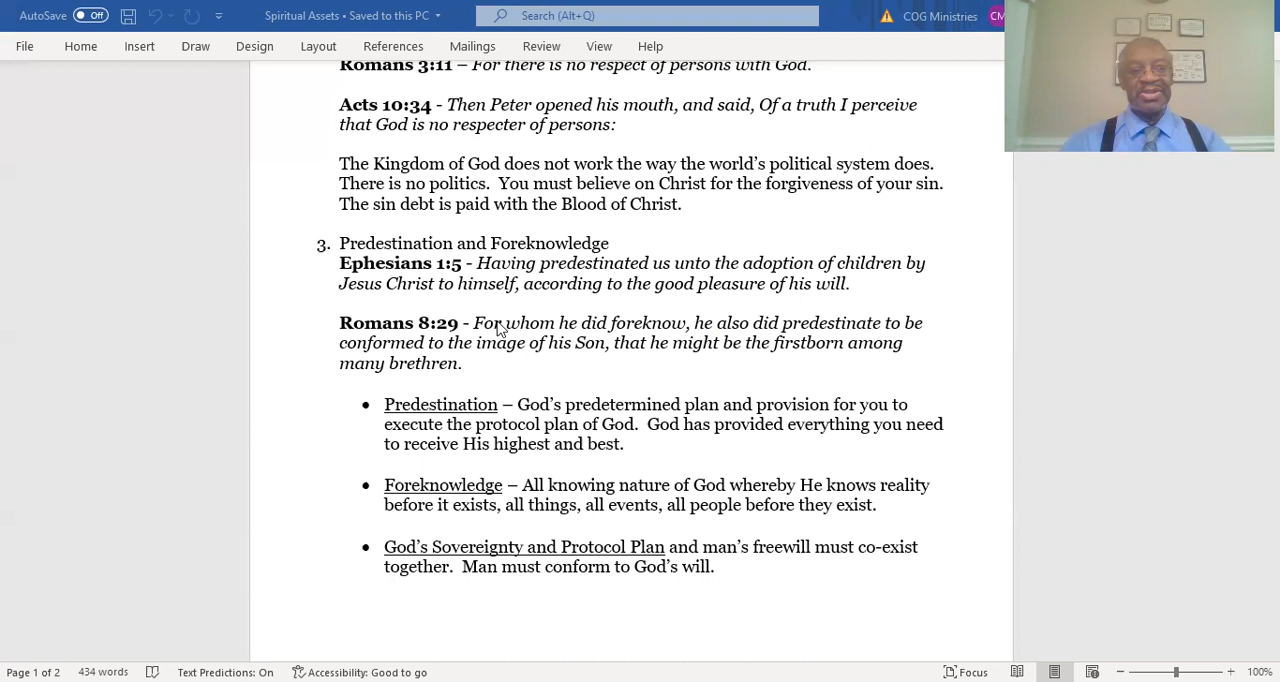 AutoSave Off Spiritual Assets • Saved to this PC Search (Alt+Q) COG Ministries CM
File Home Insert Draw Design Layout References Mailings Review View Help
Romans 3:11 – For there is no respect of persons with God.
Acts 10:34 - Then Peter opened his mouth, and said, Of a truth I perceive
that God is no respecter of persons:
The Kingdom of God does not work the way the world's political system does.
There is no politics. You must believe on Christ for the forgiveness of your sin.
The sin debt is paid with the Blood of Christ.
3. Predestination and Foreknowledge
Ephesians 1:5 - Having predestinated us unto the adoption of children by
Jesus Christ to himself, according to the good pleasure of his will.
Romans 8:29 - For whom he did foreknow, he also did predestinate to be
conformed to the image of his Son, that he might be the firstborn among
many brethren.
• Predestination – God's predetermined plan and provision for you to
execute the protocol plan of God. God has provided everything you need
to receive His highest and best.
• Foreknowledge – All knowing nature of God whereby He knows reality
before it exists, all things, all events, all people before they exist.
• God's Sovereignty and Protocol Plan and man's freewill must co-exist
together. Man must conform to God's will.
Page 1 of 2 434 words Text Predictions: On Accessibility: Good to go Focus 100%